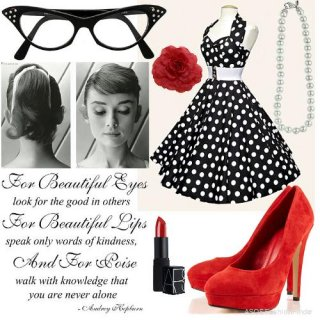 For Beautiful Eyes
look for the good in others
For Beautiful Lips
speak only words of kindness,
And For Poise
walk with knowledge that
you are never alone
- Audrey Hepburn
NARS